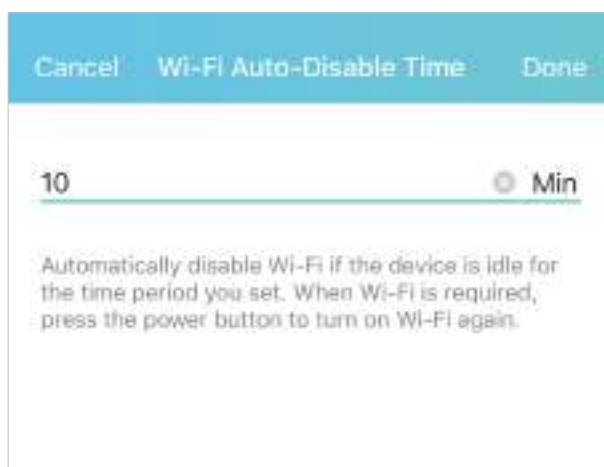 Cancel Wi-Fi Auto-Disable Time Done
10 Min
Automatically disable Wi-Fi if the device is idle for
the time period you set. When Wi-Fi is required,
press the power button to turn on Wi-Fi again.